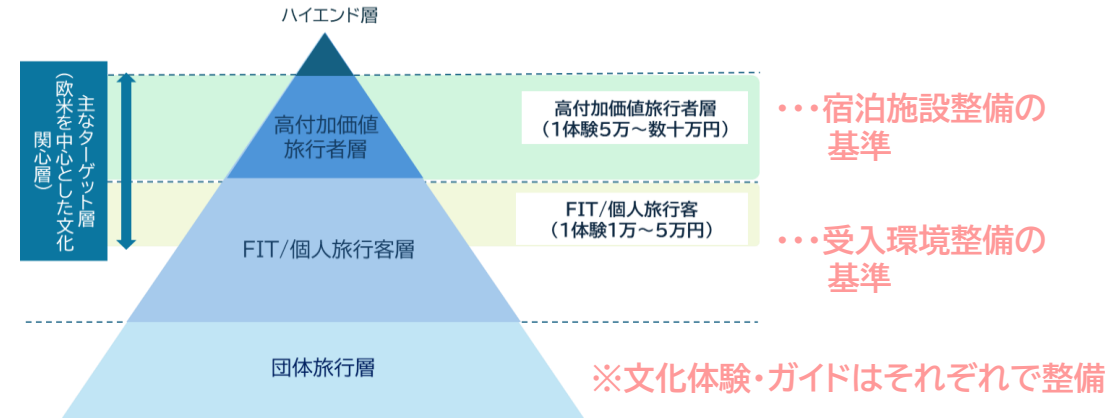 ハイエンド層
主なターゲット層
(欧米を中心とした文化
関心層)
高付加価値
旅行者層
高付加価値旅行者層
(1体験5万～数十万円)
・・・宿泊施設整備の
基準
FIT/個人旅行客層
FIT/個人旅行客
(1体験1万～5万円)
・・・受入環境整備の
基準
団体旅行層
※文化体験・ガイドはそれぞれで整備